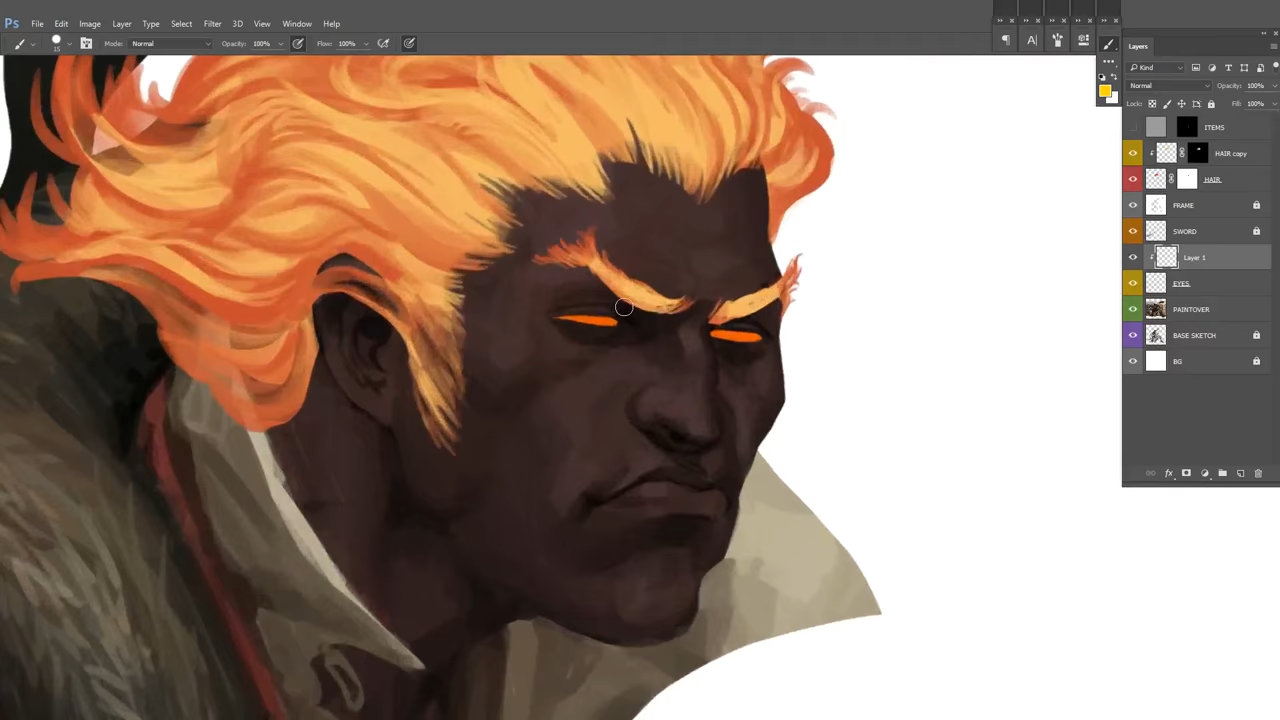 Ps File Edit Image Layer Type Select Filter 3D View Window Help
15 Mode: Normal Opacity: 100% Flow: 100%
A|
Layers
Kind T
Normal Opacity: 100%
Lock: Fill: 100%
ITEMS
HAIR copy
HAIR
FRAME
SWORD
Layer 1
EYES
PAINTOVER
BASE SKETCH
BG
fx